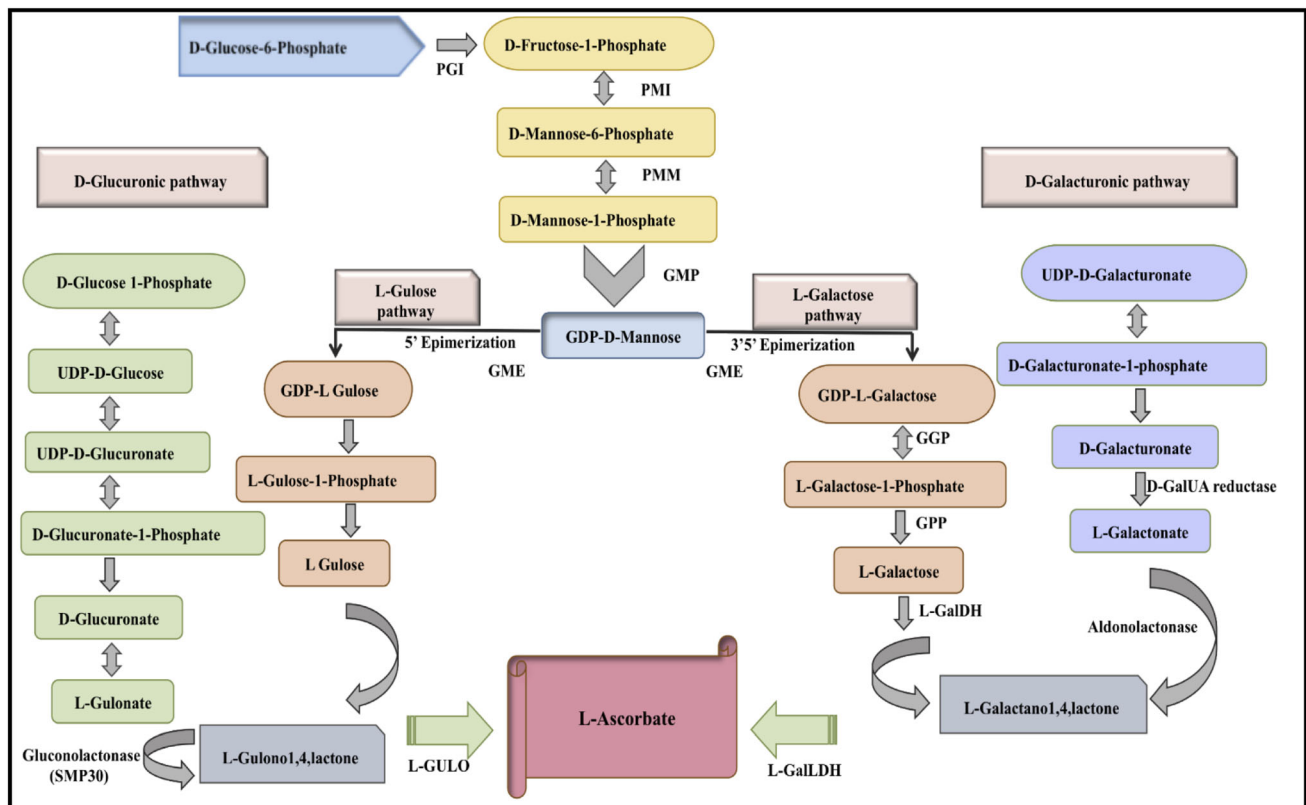 D-Glucose-6-Phosphate
PGI
D-Fructose-1-Phosphate
PMI
D-Mannose-6-Phosphate
PMM
D-Mannose-1-Phosphate
GMP
D-Glucuronic pathway
D-Galacturonic pathway
L-Gulose
pathway
L-Galactose
pathway
GDP-D-Mannose
5' Epimerization
GME
3'5' Epimerization
GME
D-Glucose 1-Phosphate
UDP-D-Glucose
UDP-D-Glucuronate
D-Glucuronate-1-Phosphate
D-Glucuronate
L-Gulonate
Gluconolactonase
(SMP30)
GDP-L Gulose
L-Gulose-1-Phosphate
L Gulose
L-Gulono1,4,lactone
L-GULO
L-Ascorbate
L-GalLDH
GDP-L-Galactose
GGP
L-Galactose-1-Phosphate
GPP
L-Galactose
L-GalDH
L-Galactano1,4,lactone
UDP-D-Galacturonate
D-Galacturonate-1-phosphate
D-Galacturonate
D-GalUA reductase
L-Galactonate
Aldonolactonase